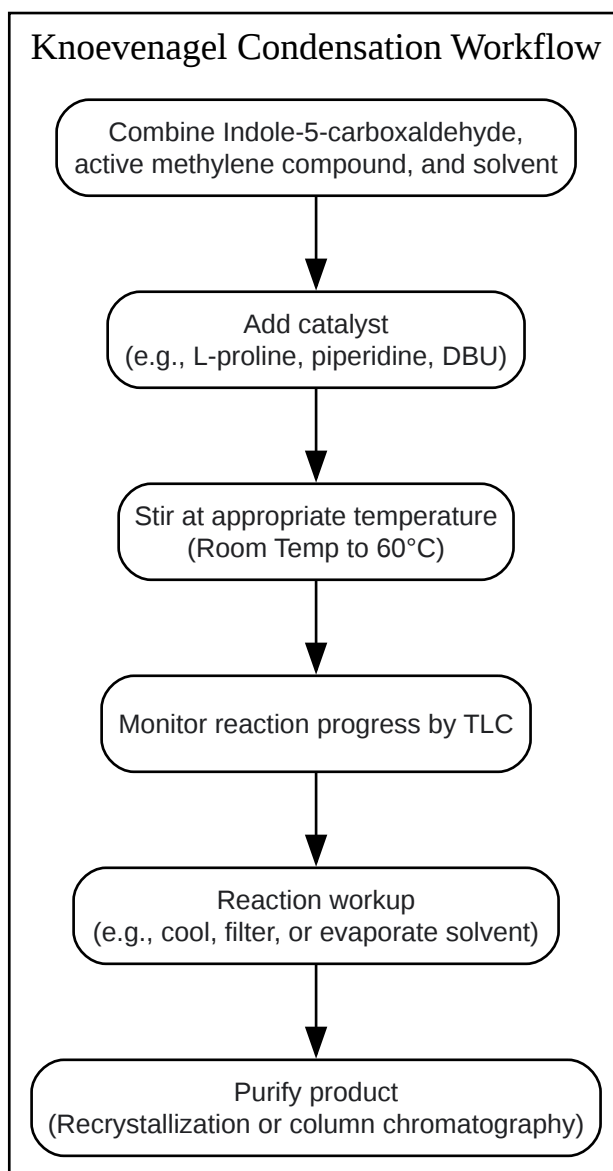 Knoevenagel Condensation Workflow
Combine Indole-5-carboxaldehyde,
active methylene compound, and solvent
Add catalyst
(e.g., L-proline, piperidine, DBU)
Stir at appropriate temperature
(Room Temp to 60°C)
Monitor reaction progress by TLC
Reaction workup
(e.g., cool, filter, or evaporate solvent)
Purify product
(Recrystallization or column chromatography)